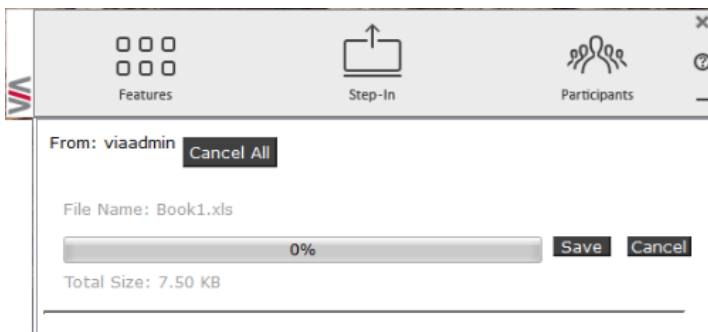 Features Step-In Participants
From: viaadmin Cancel All
File Name: Book1.xls
0% Save Cancel
Total Size: 7.50 KB